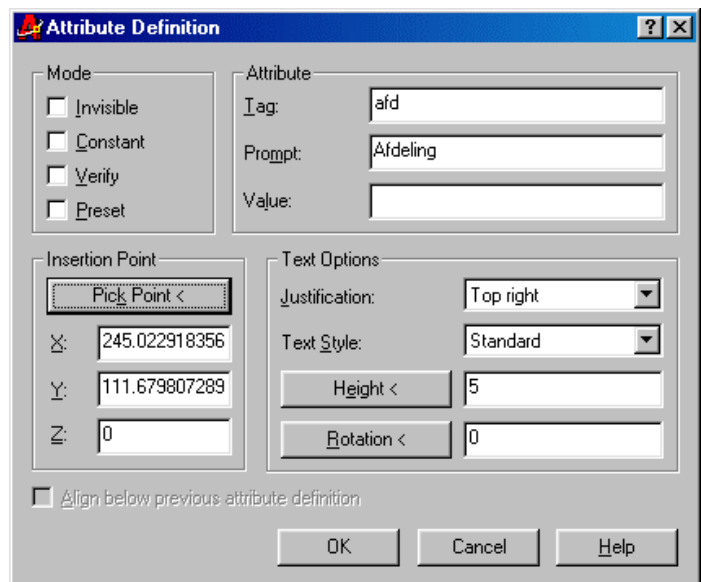 Attribute Definition
Mode
Invisible
Constant
Verify
Preset
Attribute
Tag: afd
Prompt: Afdeling
Value:
Insertion Point
Pick Point <
X: 245.022918356
Y: 111.679807289
Z: 0
Text Options
Justification: Top right
Text Style: Standard
Height < 5
Rotation < 0
Align below previous attribute definition
OK Cancel Help